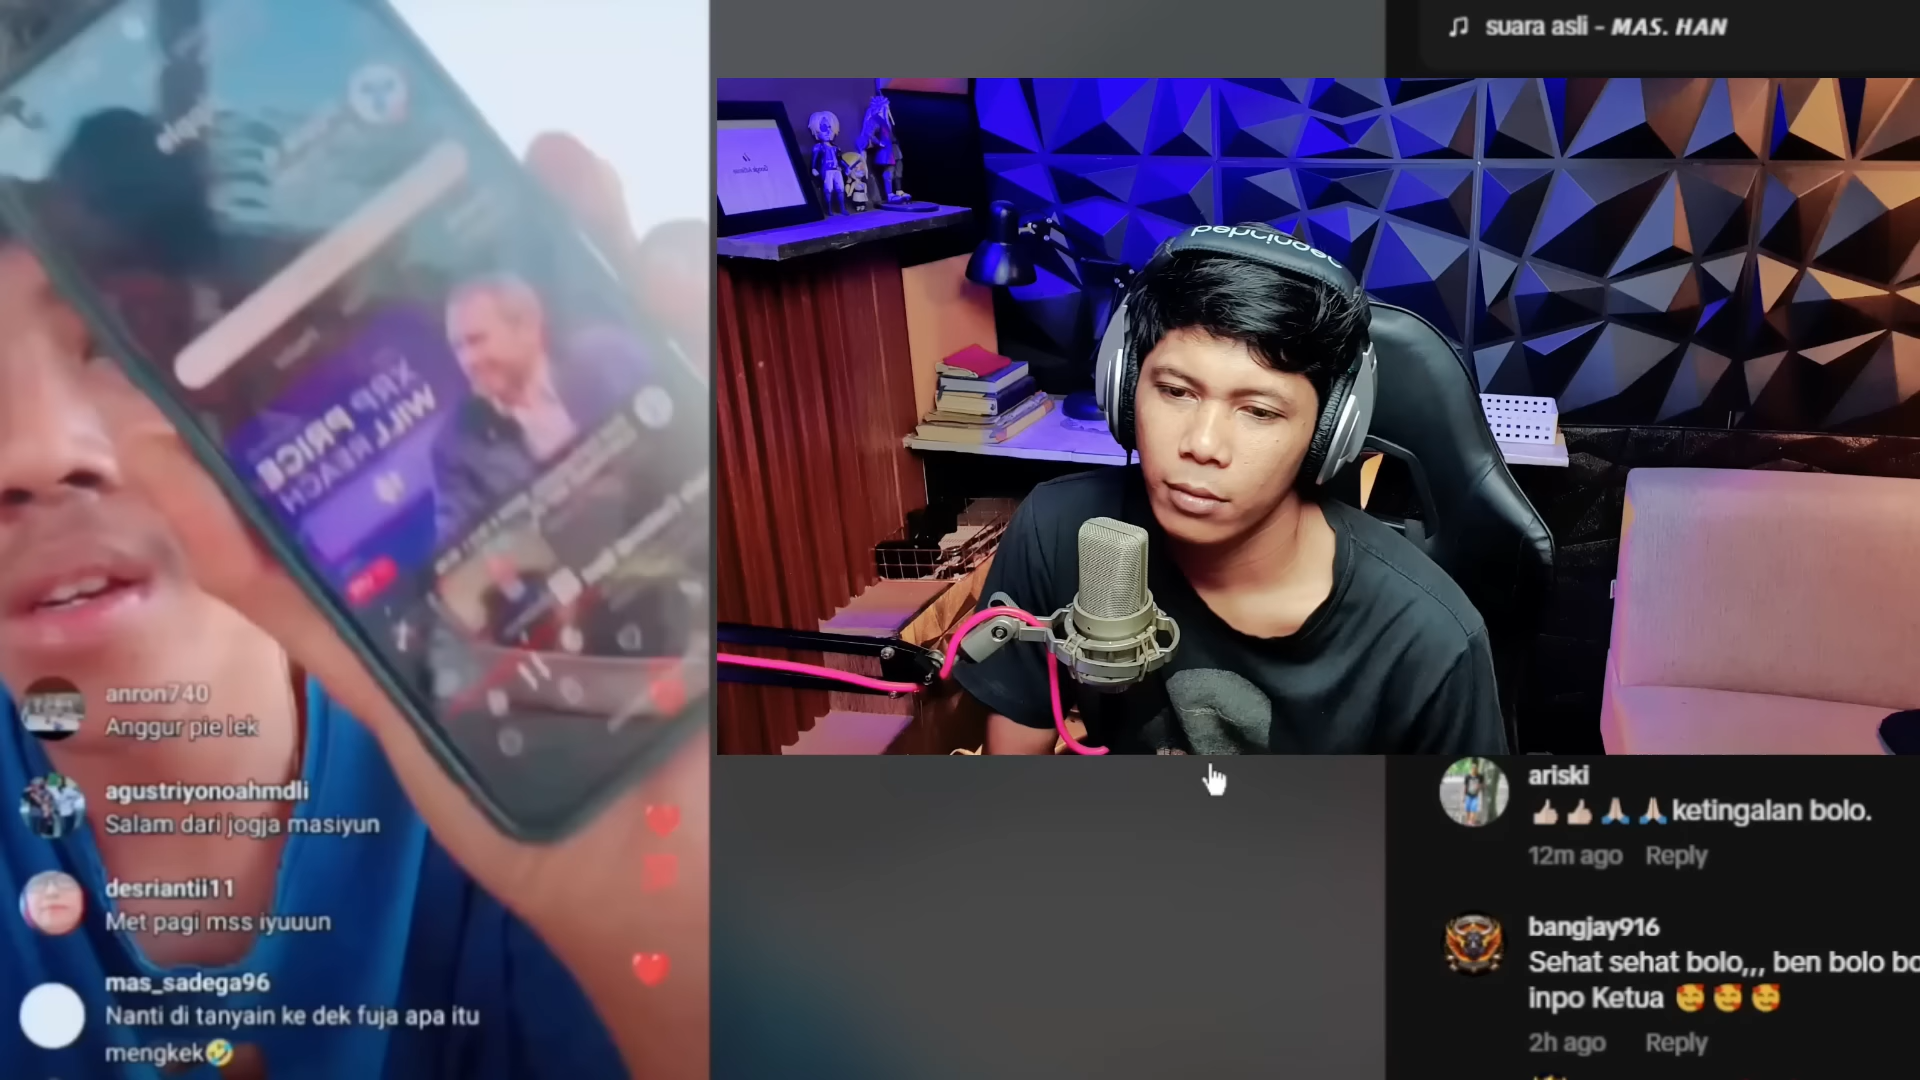 suara asli - MAS. HAN
XRP PRICE
WILL REACH
anron740
Anggur pie lek
agustriyonoahmdli
Salam dari jogja masiyun
desriantii11
Met pagi mss iyuuun
mas_sadega96
Nanti di tanyain ke dek fuja apa itu
mengkek🤣
ariski
👍🏻👍🏻🙏🏻🙏🏻ketingalan bolo.
12m ago Reply
bangjay916
Sehat sehat bolo,,, ben bolo bo
inpo Ketua 🥰🥰🥰
2h ago Reply